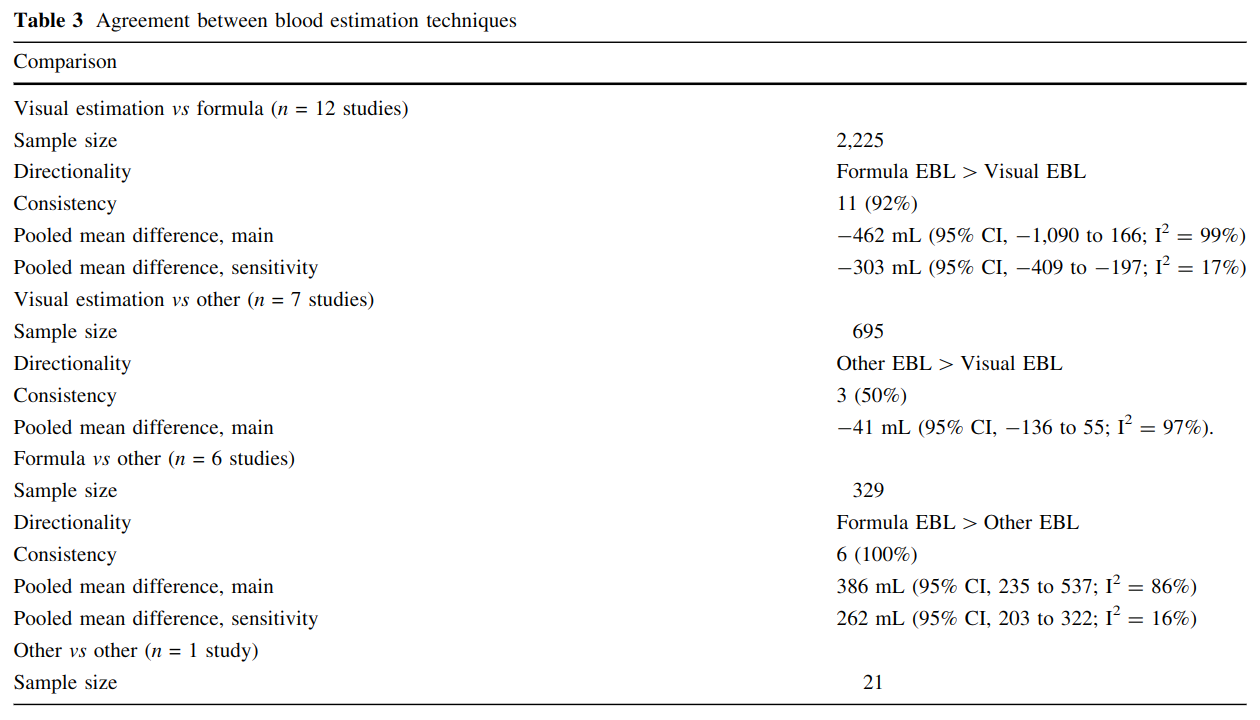 Table 3 Agreement between blood estimation techniques
Comparison
Visual estimation vs formula (n = 12 studies)
Sample size 2,225
Directionality Formula EBL > Visual EBL
Consistency 11 (92%)
Pooled mean difference, main −462 mL (95% CI, −1,090 to 166; I² = 99%)
Pooled mean difference, sensitivity −303 mL (95% CI, −409 to −197; I² = 17%)
Visual estimation vs other (n = 7 studies)
Sample size 695
Directionality Other EBL > Visual EBL
Consistency 3 (50%)
Pooled mean difference, main −41 mL (95% CI, −136 to 55; I² = 97%).
Formula vs other (n = 6 studies)
Sample size 329
Directionality Formula EBL > Other EBL
Consistency 6 (100%)
Pooled mean difference, main 386 mL (95% CI, 235 to 537; I² = 86%)
Pooled mean difference, sensitivity 262 mL (95% CI, 203 to 322; I² = 16%)
Other vs other (n = 1 study)
Sample size 21